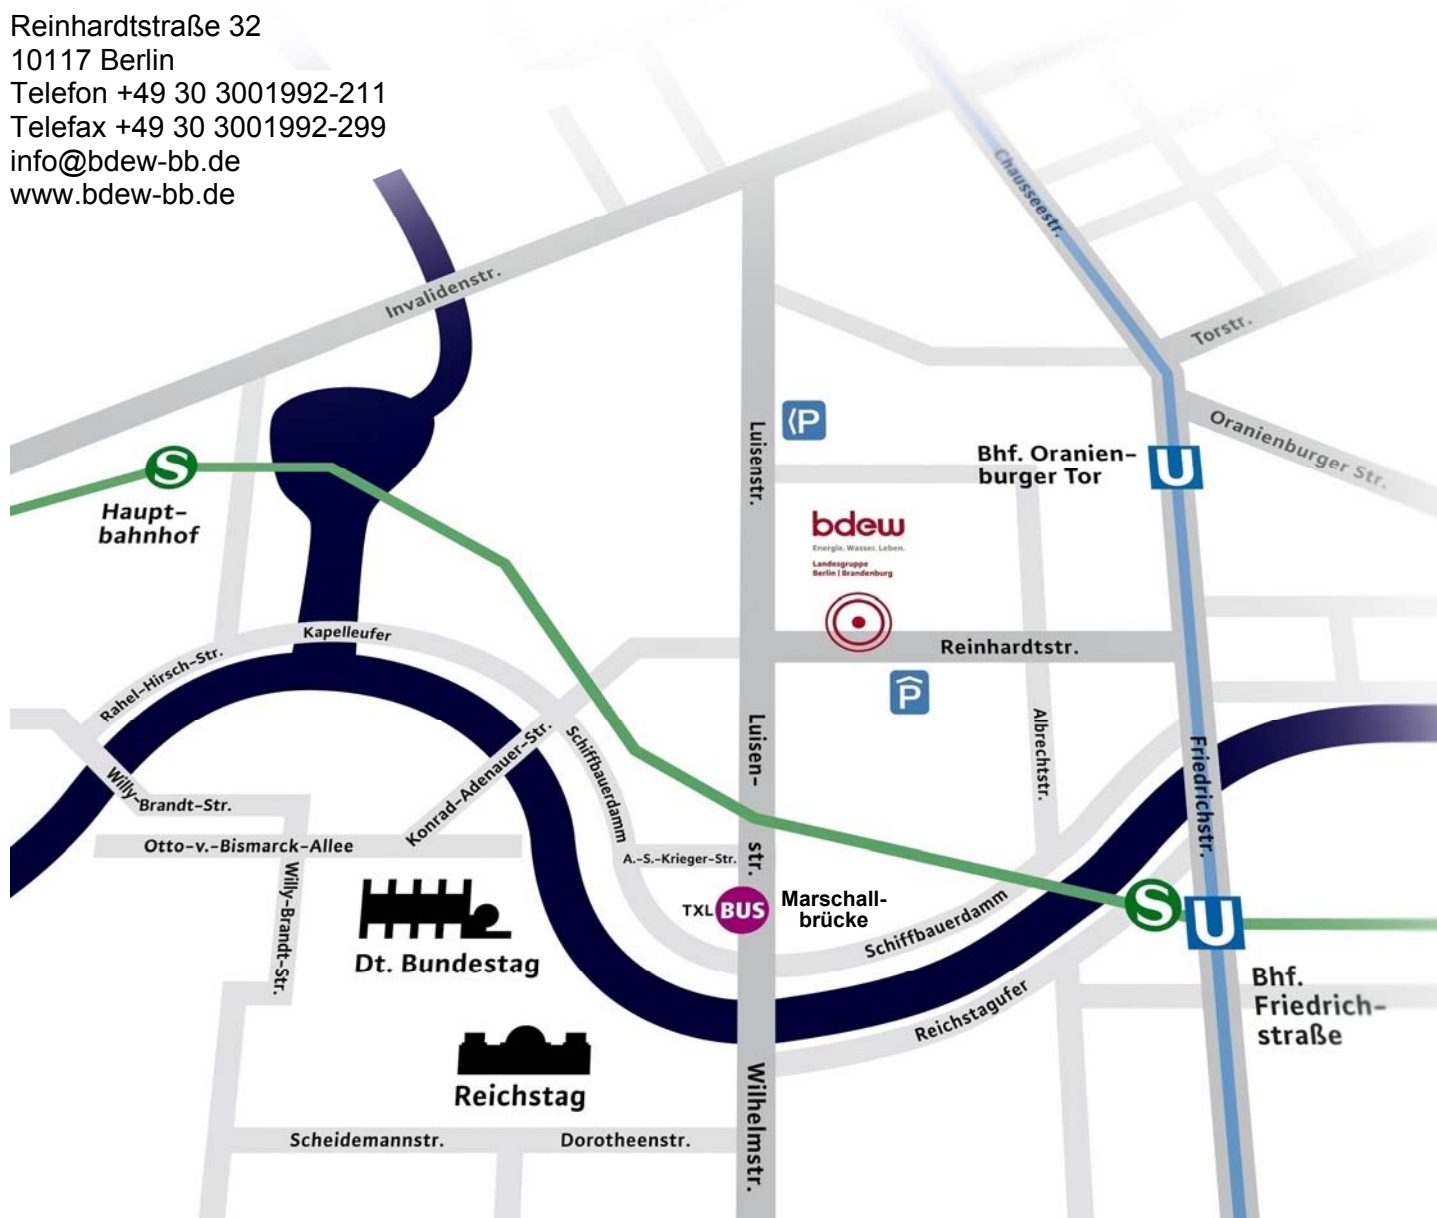 Reinhardtstraße 32
10117 Berlin
Telefon +49 30 3001992-211
Telefax +49 30 3001992-299
info@bdew-bb.de
www.bdew-bb.de
Chausseestr.
Invalidenstr.
Torstr.
Luisenstr.
P
Oranienburger Str.
Bhf. Oranien-
burger Tor
U
S
Haupt-
bahnhof
bdew
Energie. Wasser. Leben.
Landesgruppe
Berlin | Brandenburg
Kapelleufer
Reinhardtstr.
Rahel-Hirsch-Str.
P
Luisen-
str.
Albrechtstr.
Schiffbauerdamm
Konrad-Adenauer-Str.
Friedrichstr.
Willy-
Brandt-Str.
Otto-v.-Bismarck-Allee
A.-S.-Krieger-Str.
Willy-Brandt-Str.
TXL BUS
Marschall-
brücke
Schiffbauerdamm
S
U
Dt. Bundestag
Reichstagufer
Bhf.
Friedrich-
straße
Reichstag
Wilhelmstr.
Scheidemannstr.
Dorotheenstr.